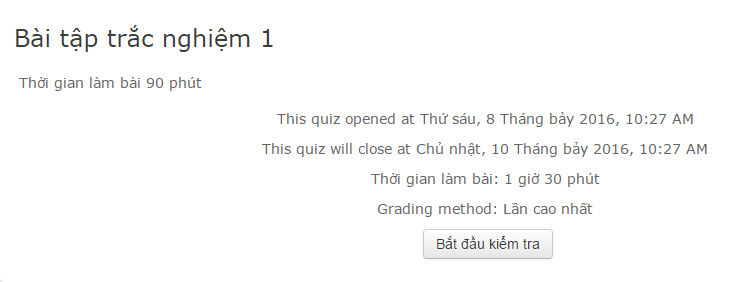 Bài tập trắc nghiệm 1
Thời gian làm bài 90 phút
This quiz opened at Thứ sáu, 8 Tháng bảy 2016, 10:27 AM
This quiz will close at Chủ nhật, 10 Tháng bảy 2016, 10:27 AM
Thời gian làm bài: 1 giờ 30 phút
Grading method: Lần cao nhất
Bắt đầu kiểm tra